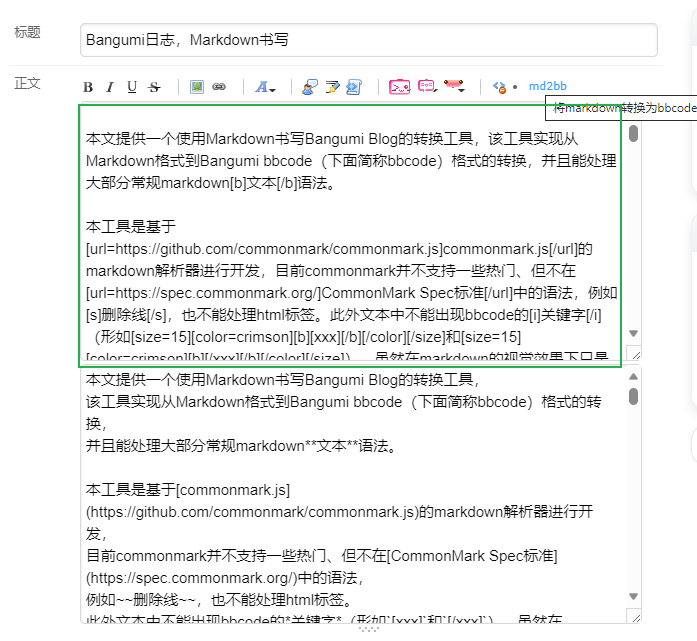 标题
Bangumi日志，Markdown书写
正文
B I U S A md2bb
将markdown转换为bbcode
本文提供一个使用Markdown书写Bangumi Blog的转换工具，该工具实现从
Markdown格式到Bangumi bbcode（下面简称bbcode）格式的转换，并且能处理
大部分常规markdown[b]文本[/b]语法。
本工具是基于
[url=https://github.com/commonmark/commonmark.js]commonmark.js[/url]的
markdown解析器进行开发，目前commonmark并不支持一些热门、但不在
[url=https://spec.commonmark.org/]CommonMark Spec标准[/url]中的语法，例如
[s]删除线[/s]，也不能处理html标签。此外文本中不能出现bbcode的[i]关键字[/i]
（形如[size=15][color=crimson][b][xxx][/b][/color][/size]和[size=15]
[color=crimson][b][/xxx][/b][/color][/size]），虽然在markdown的视觉效果下只是
本文提供一个使用Markdown书写Bangumi Blog的转换工具，
该工具实现从Markdown格式到Bangumi bbcode（下面简称bbcode）格式的转
换，
并且能处理大部分常规markdown**文本**语法。
本工具是基于[commonmark.js]
(https://github.com/commonmark/commonmark.js)的markdown解析器进行开
发，
目前commonmark并不支持一些热门、但不在[CommonMark Spec标准]
(https://spec.commonmark.org/)中的语法，
例如~~删除线~~，也不能处理html标签。
此外文本中不能出现bbcode的*关键字*（形如`[xxx]`和`[/xxx]`），虽然在